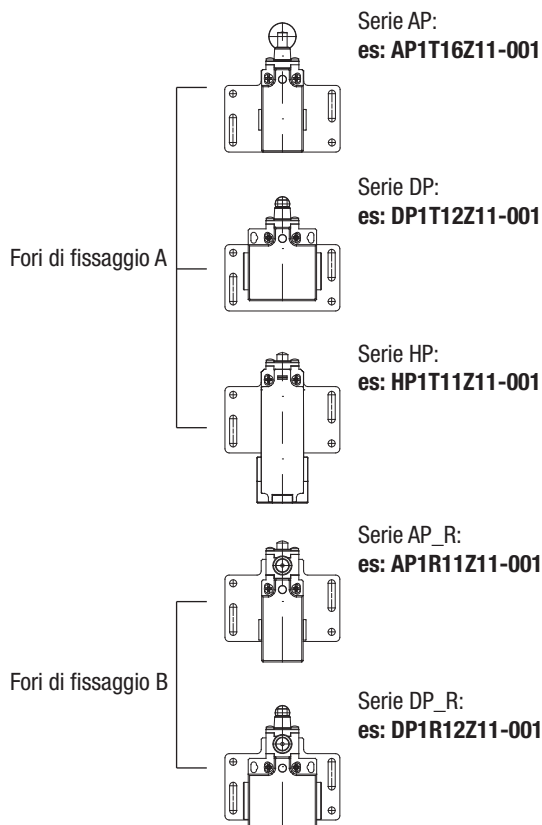 Serie AP:
es: AP1T16Z11-001
Serie DP:
es: DP1T12Z11-001
Fori di fissaggio A
Serie HP:
es: HP1T11Z11-001
Serie AP_R:
es: AP1R11Z11-001
Fori di fissaggio B
Serie DP_R:
es: DP1R12Z11-001